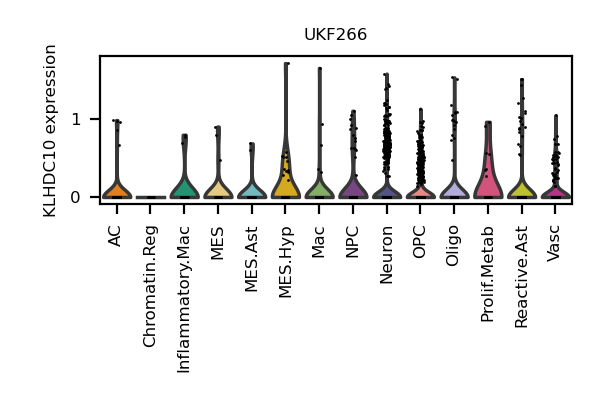 UKF266
KLHDC10 expression
1
0
AC
Chromatin.Reg
Inflammatory.Mac
MES
MES.Ast
MES.Hyp
Mac
NPC
Neuron
OPC
Oligo
Prolif.Metab
Reactive.Ast
Vasc